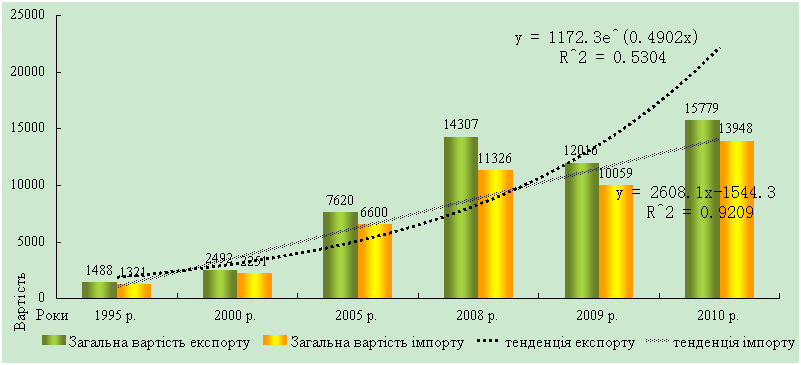 25000
y = 1172.3e^(0.4902x)
R^2 = 0.5304
20000
15779
15000
14307
13948
12016
11326
10059
10000
y = 2608.1x-1544.3
R^2 = 0.9209
7620
6600
5000
2492
2251
1488
1321
0
Вартість
Роки
1995 р.
2000 р.
2005 р.
2008 р.
2009 р.
2010 р.
Загальна вартість експорту
Загальна вартість імпорту
тенденція експорту
тенденція імпорту